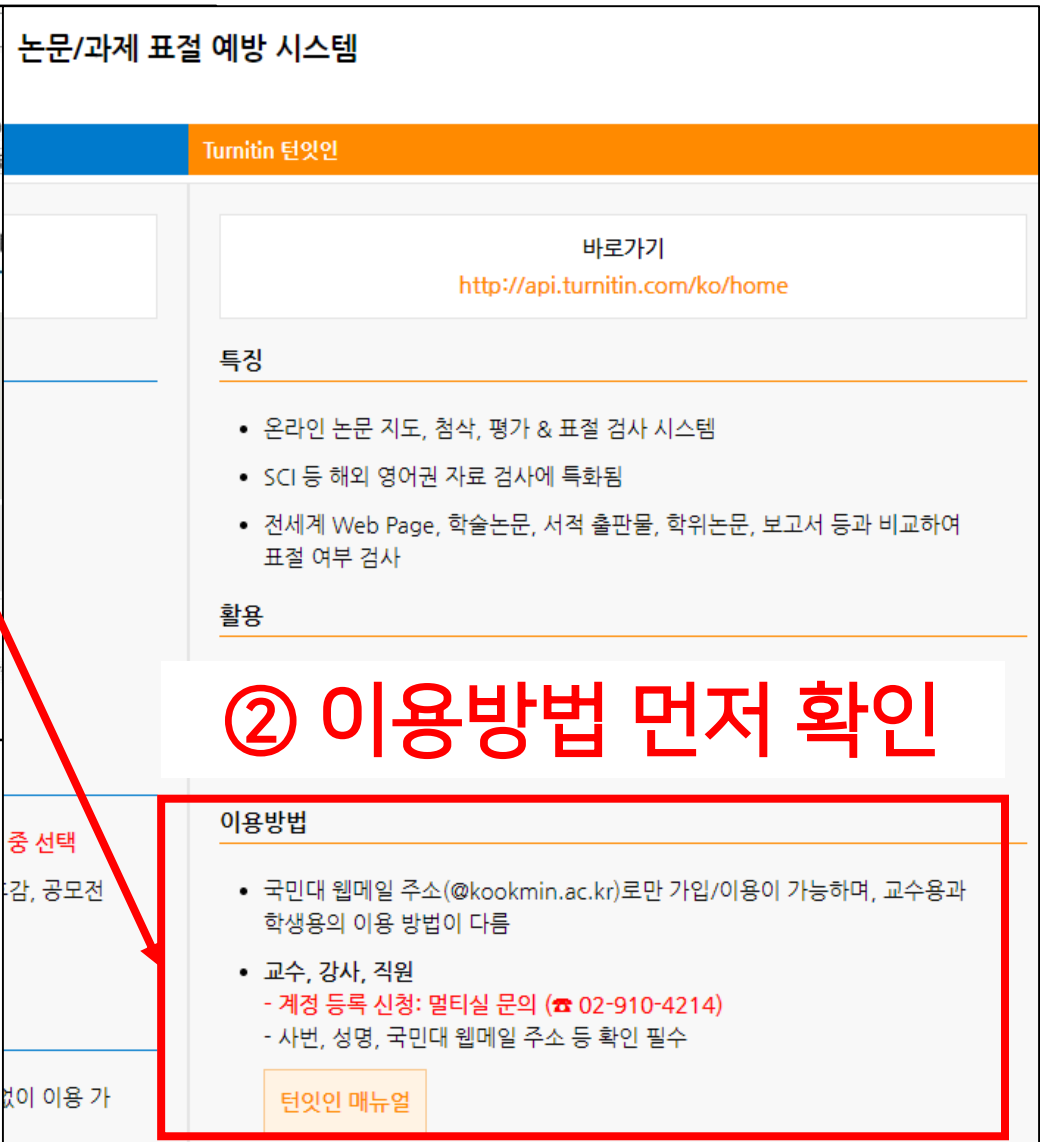 논문/과제 표절 예방 시스템
Turnitin 턴잇인
바로가기
http://api.turnitin.com/ko/home
특징
• 온라인 논문 지도, 첨삭, 평가 & 표절 검사 시스템
• SCI 등 해외 영어권 자료 검사에 특화됨
• 전세계 Web Page, 학술논문, 서적 출판물, 학위논문, 보고서 등과 비교하여
표절 여부 검사
활용
② 이용방법 먼저 확인
중 선택
감, 공모전
이용방법
• 국민대 웹메일 주소(@kookmin.ac.kr)로만 가입/이용이 가능하며, 교수용과
학생용의 이용 방법이 다름
• 교수, 강사, 직원
- 계정 등록 신청: 멀티실 문의 (☎ 02-910-4214)
- 사번, 성명, 국민대 웹메일 주소 등 확인 필수
없이 이용 가
턴잇인 매뉴얼